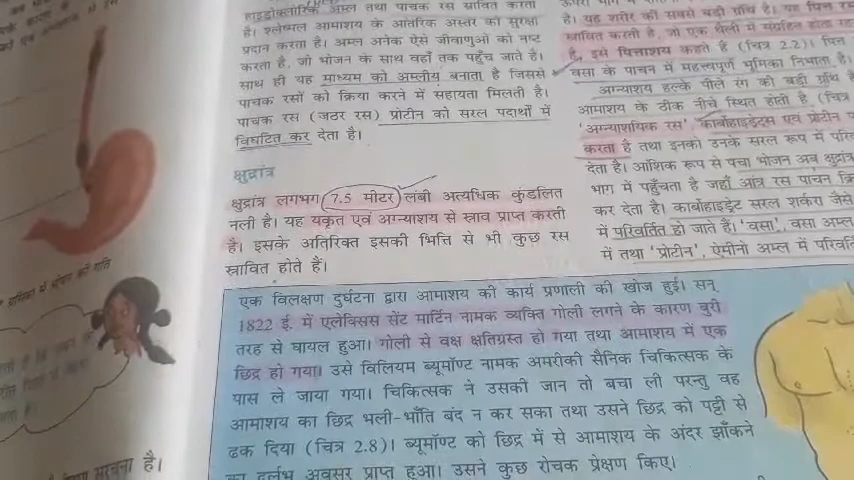 हाइड्रोक्लोरिक अम्ल तथा पाचक रस स्रावित करता
है। श्लेष्मल आमाशय के आंतरिक अस्तर को सुरक्षा
प्रदान करता है। अम्ल अनेक ऐसे जीवाणुओं को नष्ट
करता है, जो भोजन के साथ वहाँ तक पहुँच जाते है।
साथ ही यह माध्यम को अम्लीय बनाता है जिससे
पाचक रसों को क्रिया करने में सहायता मिलती है।
पाचक रस (जठर रस) प्रोटीन को सरल पदार्थों में
विघटित कर देता है।
क्षुद्रांत्र
क्षुद्रांत्र लगभग 7.5 मीटर लंबी अत्यधिक कुंडलित
नली है। यह यकृत एवं अग्न्याशय से स्राव प्राप्त करती
है। इसके अतिरिक्त इसकी भित्ति से भी कुछ रस
स्रावित होते हैं।
है। यह शरीर की सबसे बड़ी ग्रंथि है। यह पित्त
स्रावित करती है, जो एक थैली में संग्रहित होता
है, इसे पित्ताशय कहते है (चित्र 2.2)। पित्त
वसा के पाचन में महत्त्वपूर्ण भूमिका निभाता है।
अग्न्याशय हल्के पीले रंग की बड़ी ग्रंथि
आमाशय के ठीक नीचे स्थित होती है (चित्र
'अग्न्याशयिक रस', कार्बोहाइड्रेट्स एवं प्रोटीन
करता है तथा इनको उनके सरल रूप में
देता है। आंशिक रूप से पचा भोजन अब क्षुद्रांत्र
भाग में पहुँचता है जहाँ आंत्र रस पाचन
कर देता है। कार्बोहाइड्रेट सरल शर्करा जैसे
में परिवर्तित हो जाते हैं। 'वसा', वसा अम्ल
में तथा 'प्रोटीन', ऐमीनो अम्ल में
एक विलक्षण दुर्घटना द्वारा आमाशय की कार्य प्रणाली की खोज हुई। सन्
1822 ई. में एलेक्सिस सेंट मार्टिन नामक व्यक्ति गोली लगने के कारण बुरी
तरह से घायल हुआ। गोली से वक्ष क्षतिग्रस्त हो गया तथा आमाशय में एक
छिद्र हो गया। उसे विलियम ब्यूमॉण्ट नामक अमरीकी सैनिक चिकित्सक के
पास ले जाया गया। चिकित्सक ने उसकी जान तो बचा ली परन्तु वह
आमाशय का छिद्र भली-भाँति बंद न कर सका तथा उसने छिद्र को पट्टी से
ढक दिया (चित्र 2.8)। ब्यूमॉण्ट को छिद्र में से आमाशय के अंदर झाँकने
का दुर्लभ अवसर प्राप्त हुआ। उसने कुछ रोचक प्रेक्षण किए।